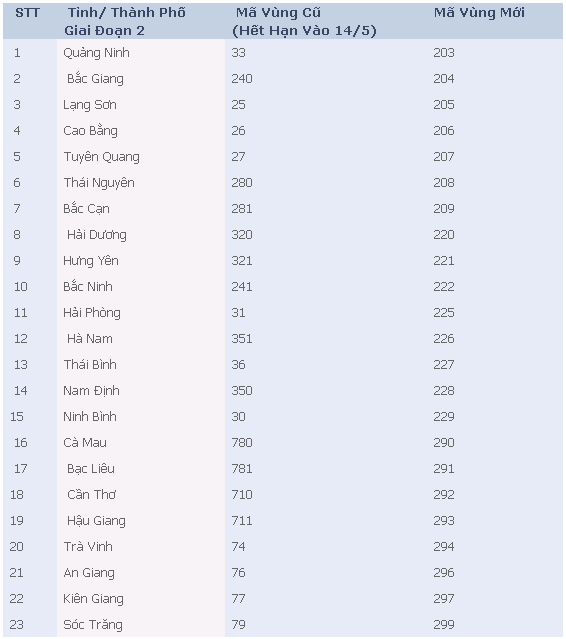 STT Tỉnh/ Thành Phố Giai Đoạn 2 Mã Vùng Cũ (Hết Hạn Vào 14/5) Mã Vùng Mới
1 Quảng Ninh 33 203
2 Bắc Giang 240 204
3 Lạng Sơn 25 205
4 Cao Bằng 26 206
5 Tuyên Quang 27 207
6 Thái Nguyên 280 208
7 Bắc Cạn 281 209
8 Hải Dương 320 220
9 Hưng Yên 321 221
10 Bắc Ninh 241 222
11 Hải Phòng 31 225
12 Hà Nam 351 226
13 Thái Bình 36 227
14 Nam Định 350 228
15 Ninh Bình 30 229
16 Cà Mau 780 290
17 Bạc Liêu 781 291
18 Cần Thơ 710 292
19 Hậu Giang 711 293
20 Trà Vinh 74 294
21 An Giang 76 296
22 Kiên Giang 77 297
23 Sóc Trăng 79 299